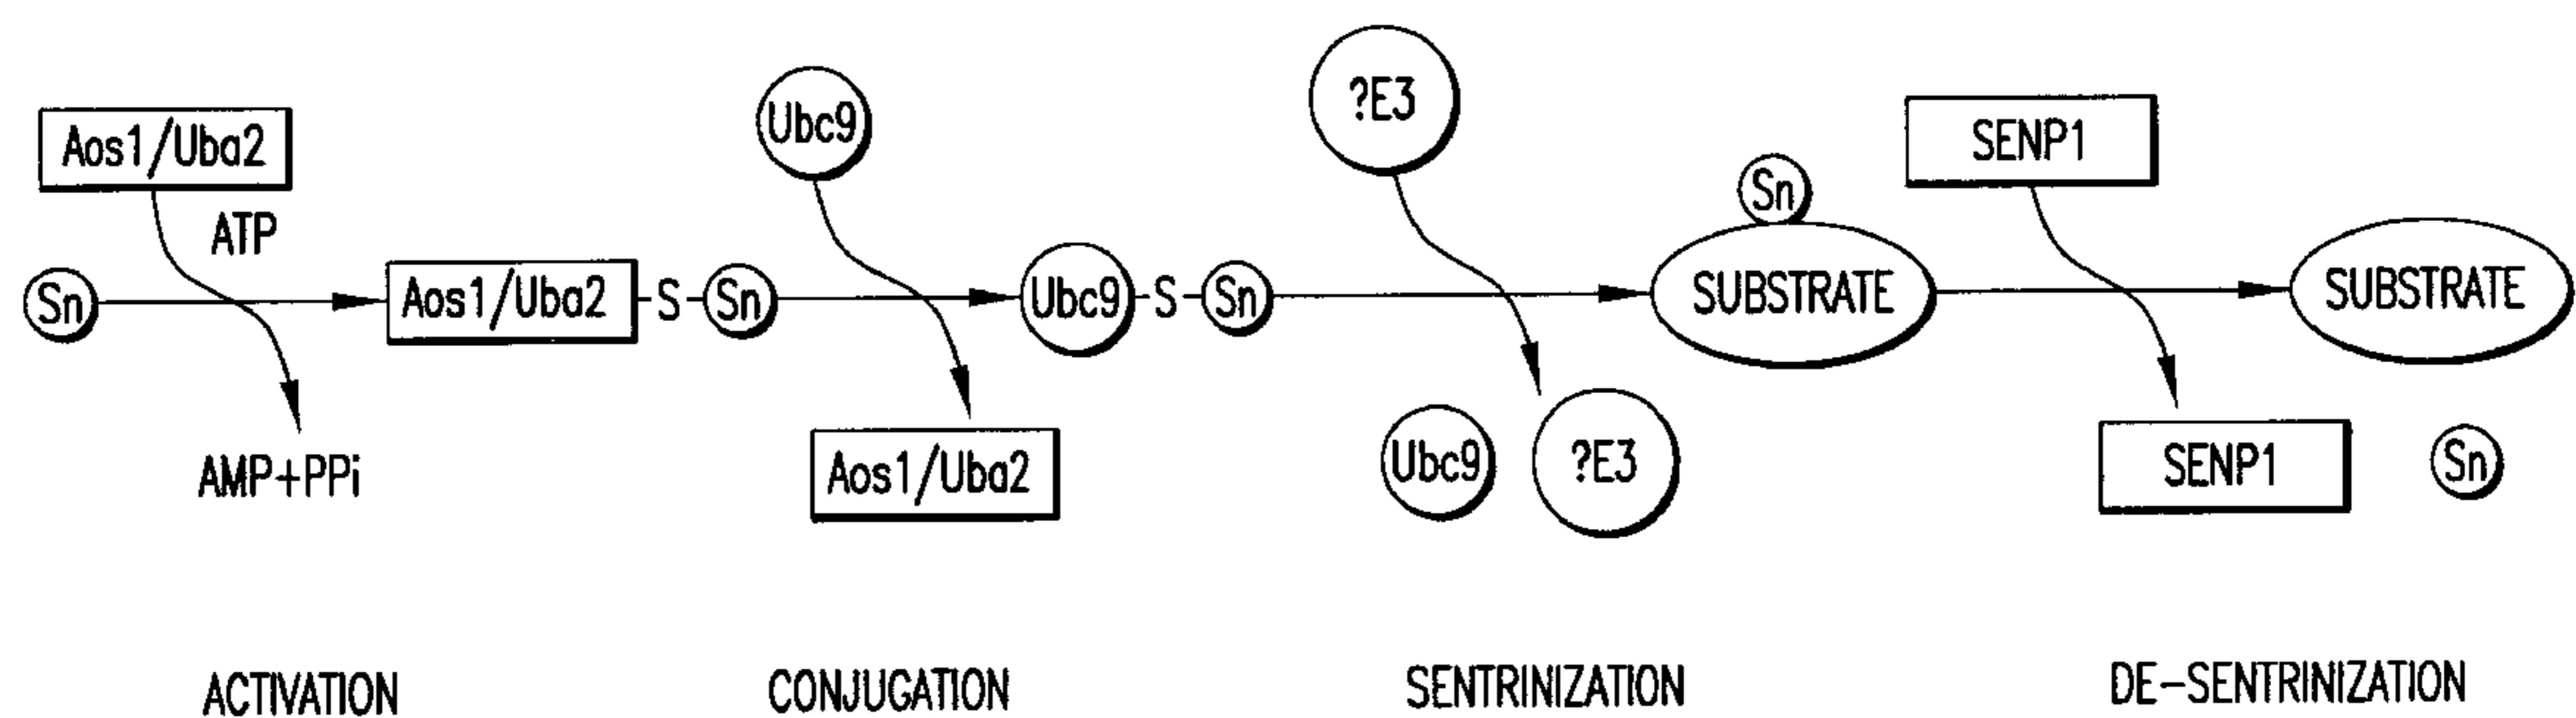 Aos1/Uba2
ATP
Sn
AMP+PPi
Aos1/Uba2-S-Sn
Ubc9
Aos1/Uba2
Ubc9-S-Sn
?E3
Ubc9
?E3
Sn
SUBSTRATE
SENP1
SENP1
SUBSTRATE
Sn
ACTIVATION
CONJUGATION
SENTRINIZATION
DE-SENTRINIZATION